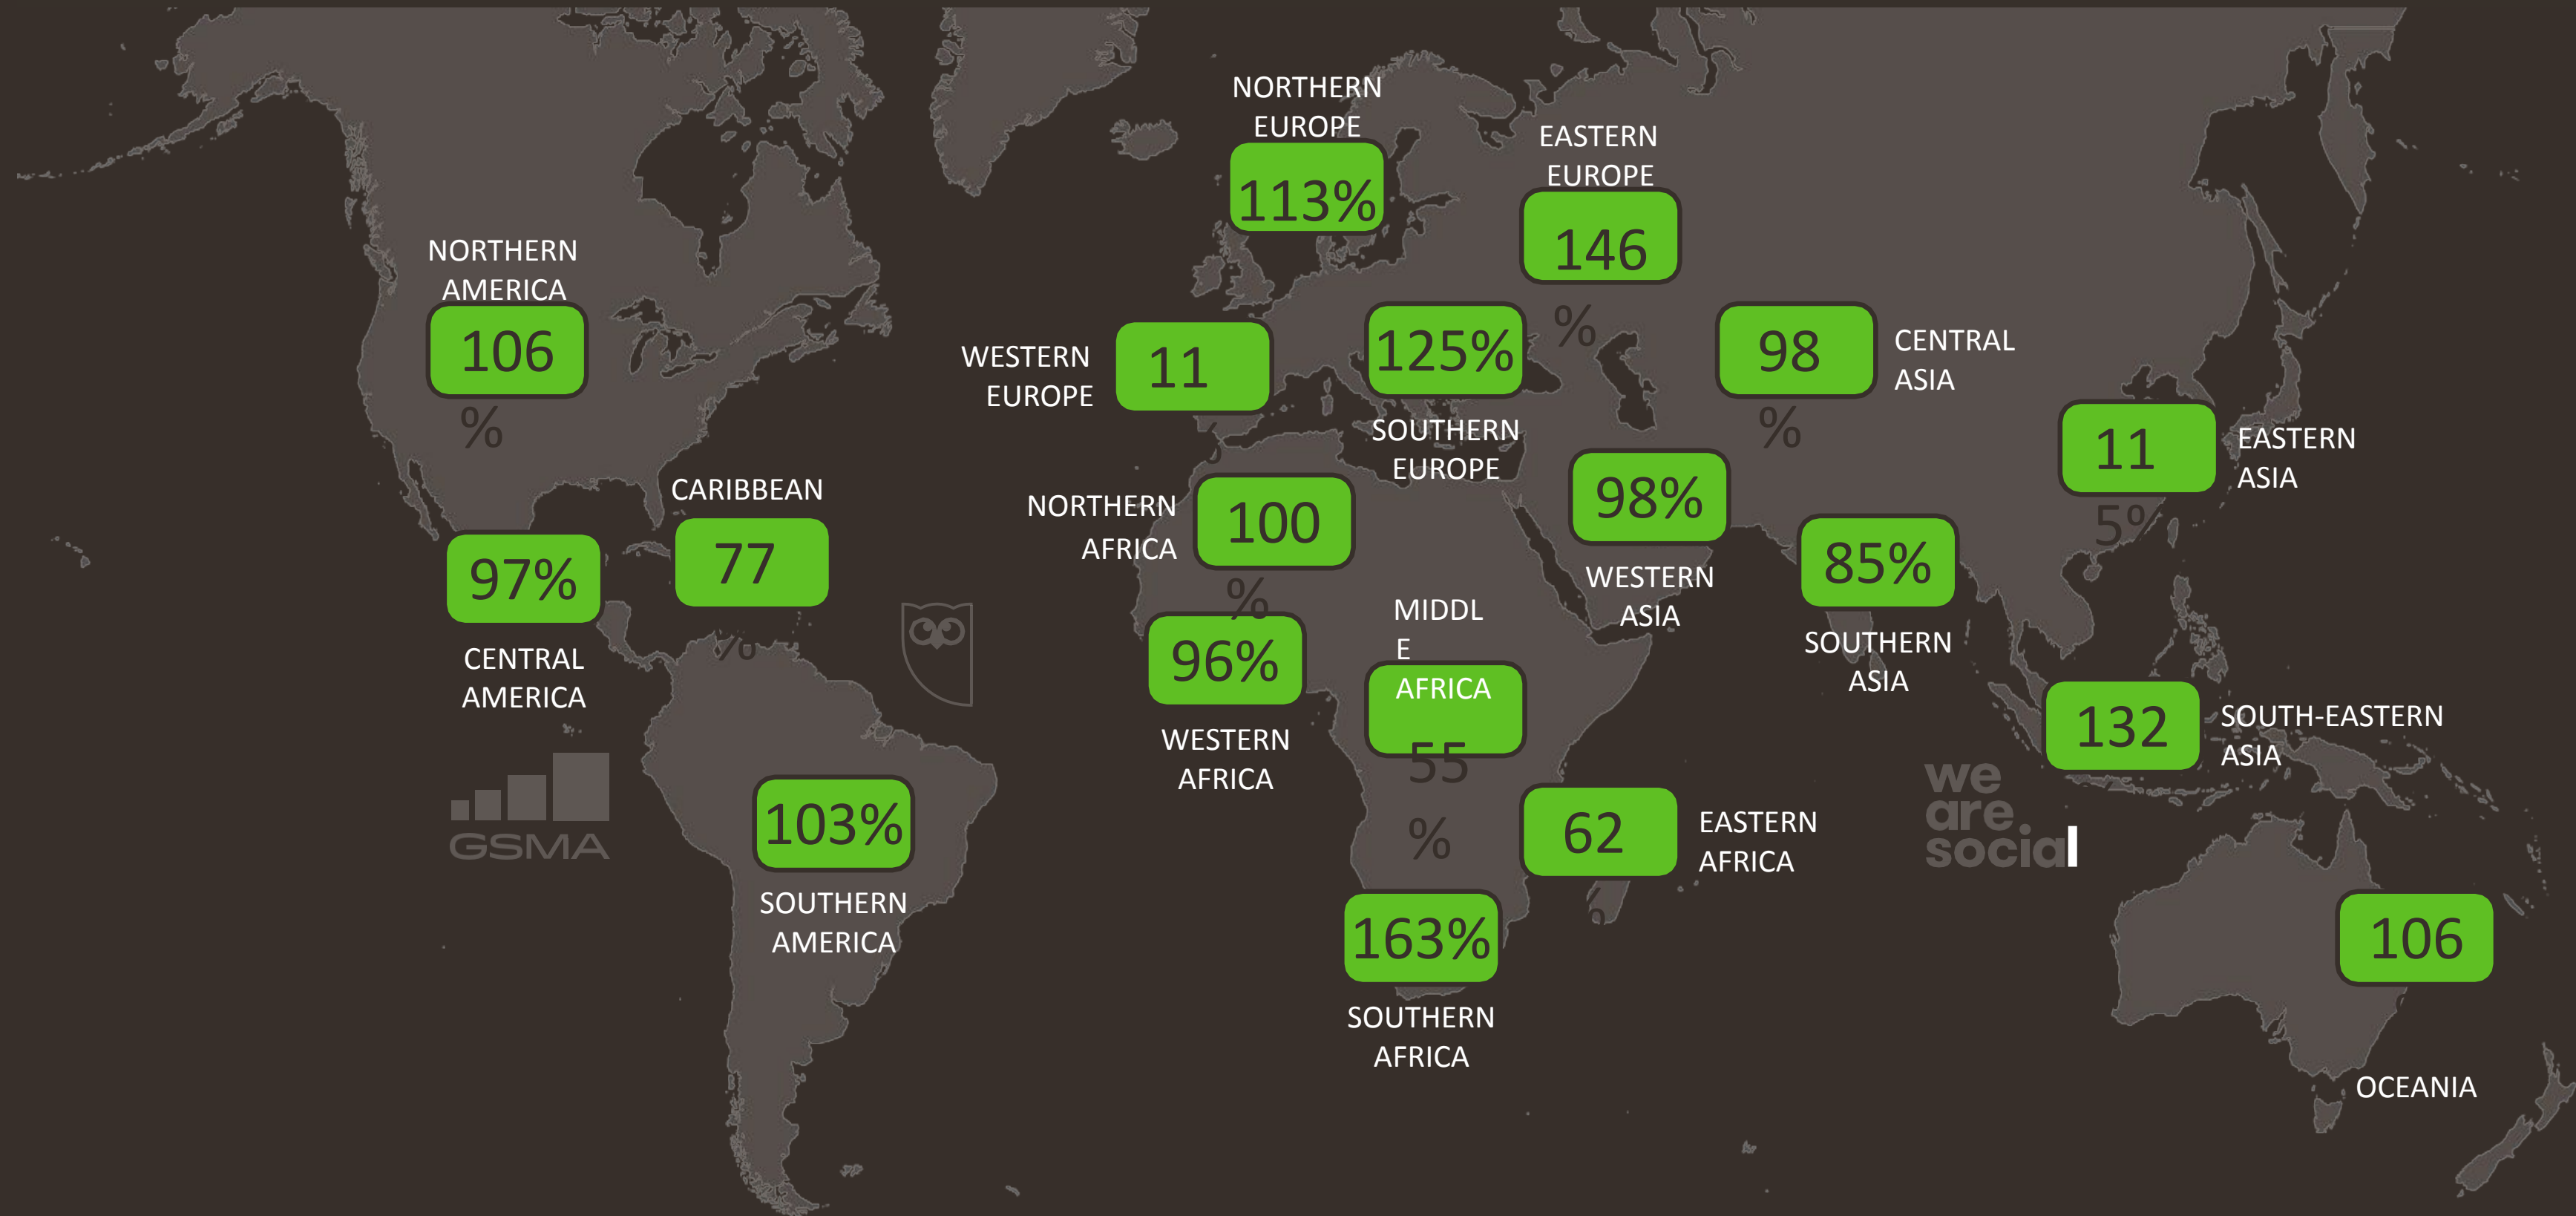 NORTHERN
EUROPE
113%
EASTERN
EUROPE
146
%
NORTHERN
AMERICA
106
%
WESTERN
EUROPE
11
%
125%
SOUTHERN
EUROPE
98
%
CENTRAL
ASIA
11
5%
EASTERN
ASIA
CARIBBEAN
77
%
97%
CENTRAL
AMERICA
NORTHERN
AFRICA
100
%
98%
WESTERN
ASIA
85%
SOUTHERN
ASIA
96%
WESTERN
AFRICA
MIDDL
E
AFRICA
55
%
132
SOUTH-EASTERN
ASIA
GSMA
103%
SOUTHERN
AMERICA
62
%
EASTERN
AFRICA
we
are
social
163%
SOUTHERN
AFRICA
106
OCEANIA